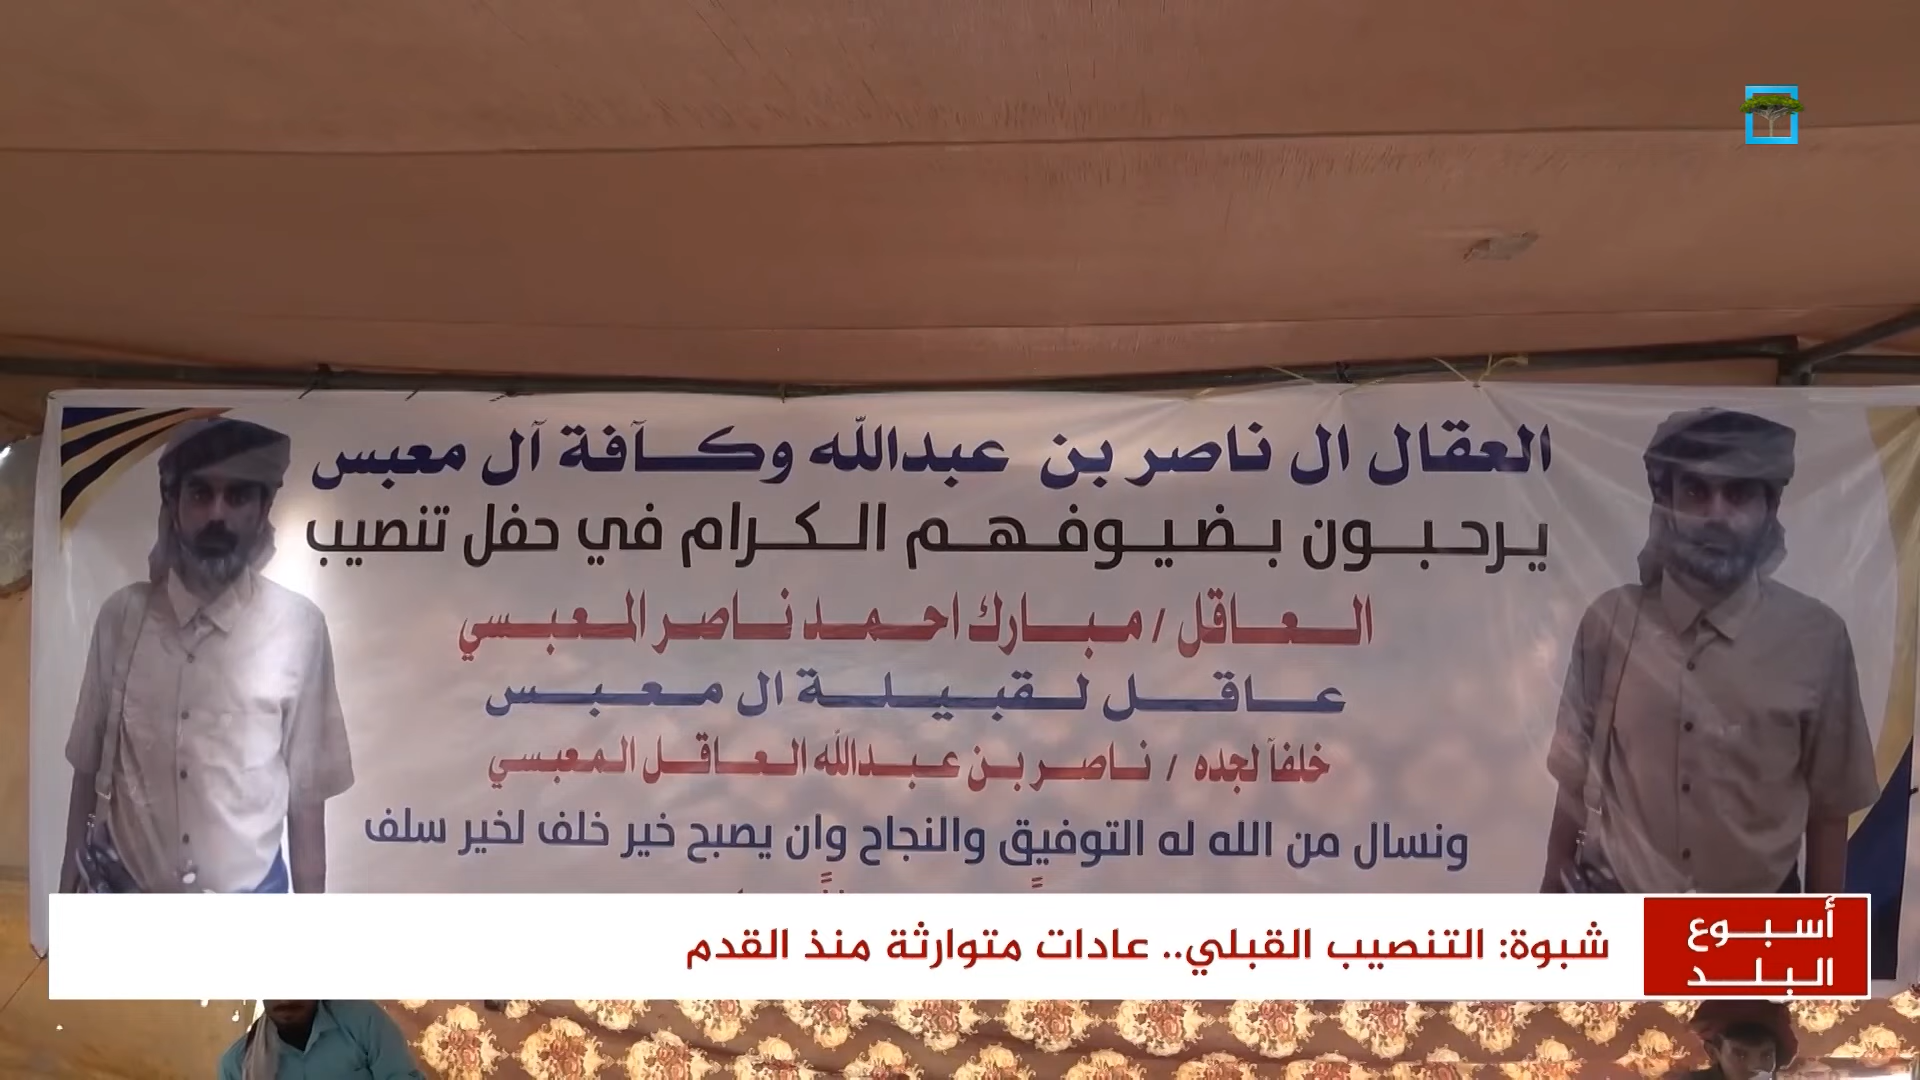 العقال ال ناصر بن عبدالله وكآفة آل معبس
يرحبون بضيوفهم الكرام في حفل تنصيب
العاقل / مبارك احمد ناصر المعبسي
عاقل لقبيلة ال معبس
خلفاً لجده / ناصر بن عبدالله العاقل المعبسي
ونسال من الله له التوفيق والنجاح وان يصبح خير خلف لخير سلف
شبوة: التنصيب القبلي.. عادات متوارثة منذ القدم
أسبوع
البلد